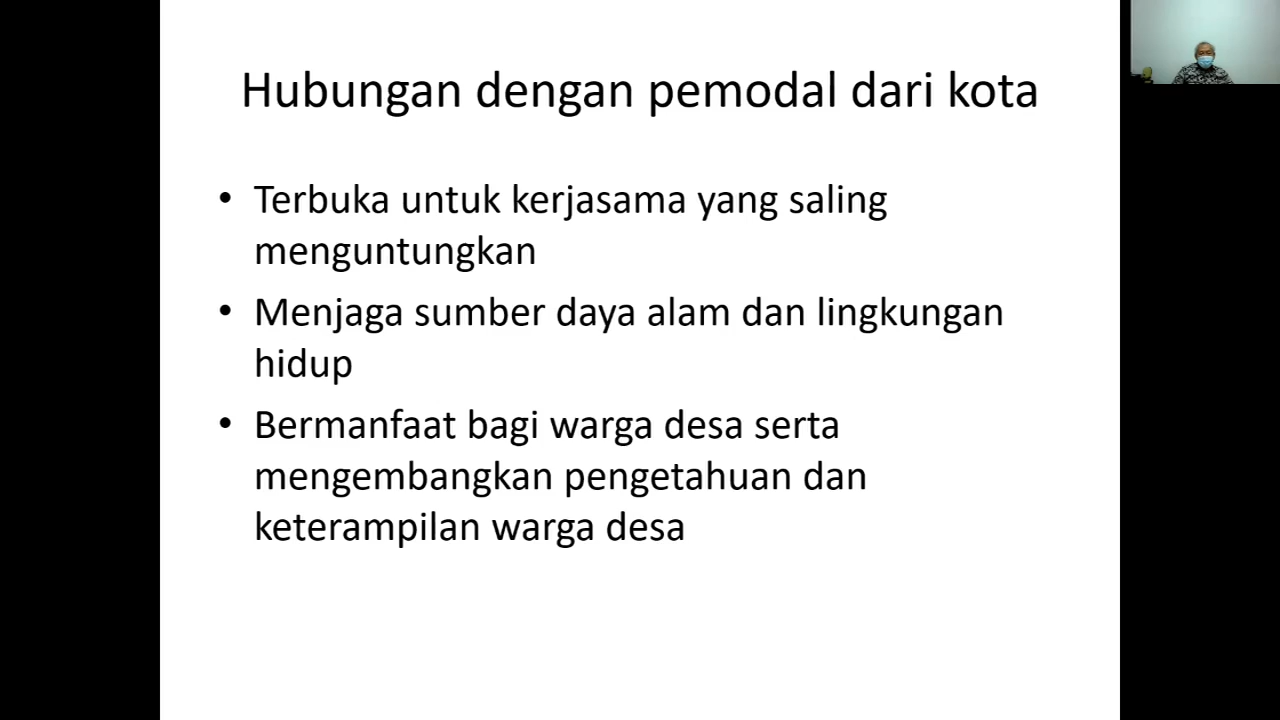 Hubungan dengan pemodal dari kota
• Terbuka untuk kerjasama yang saling
menguntungkan
• Menjaga sumber daya alam dan lingkungan
hidup
• Bermanfaat bagi warga desa serta
mengembangkan pengetahuan dan
keterampilan warga desa